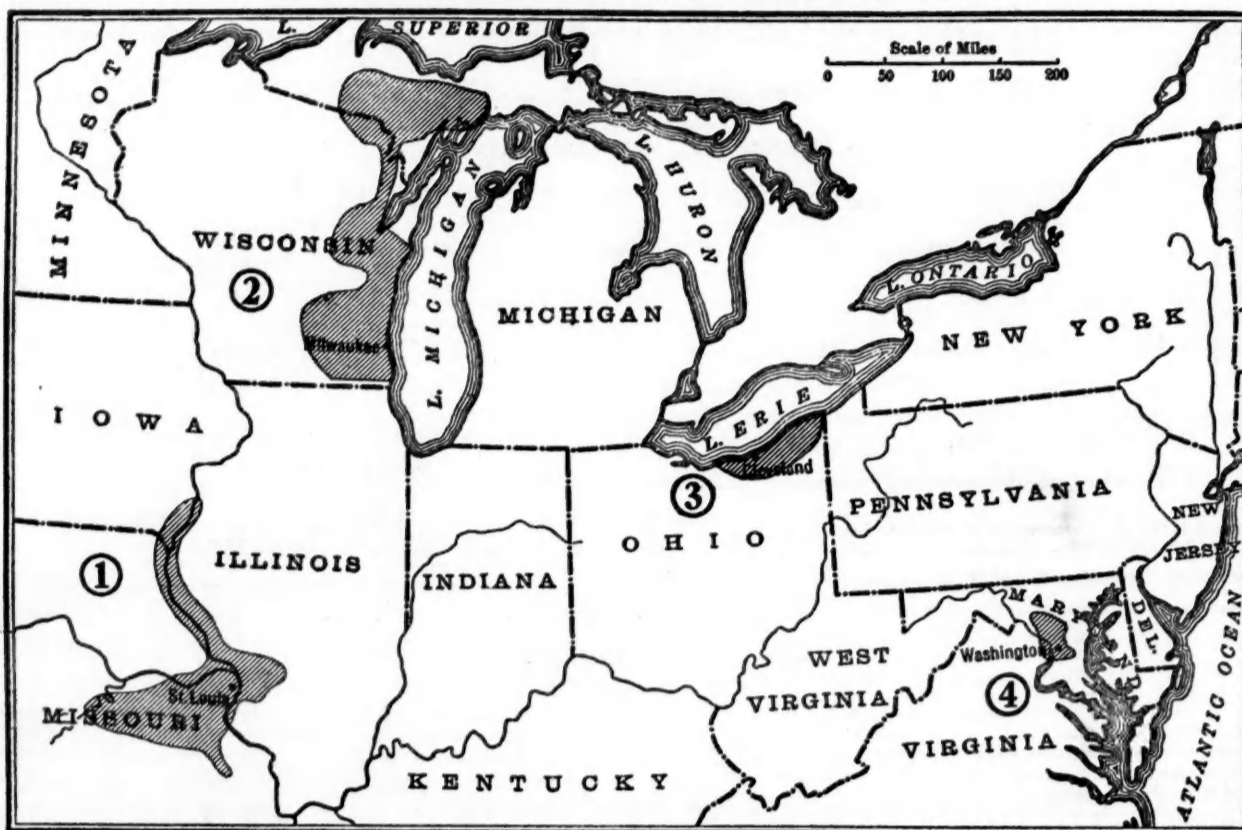 L. SUPERIOR
Scale of Miles
0 50 100 150 200
MINNESOTA
L. HURON
L. MICHIGAN
WISCONSIN
2
L. ONTARIO
MICHIGAN
NEW YORK
Milwaukee
L. ERIE
IOWA
Cleveland
3
PENNSYLVANIA
NEW
JERSEY
OHIO
ILLINOIS
1
INDIANA
MARYLAND
DEL.
WEST
VIRGINIA
Washington
4
St. Louis
MISSOURI
VIRGINIA
KENTUCKY
ATLANTIC OCEAN